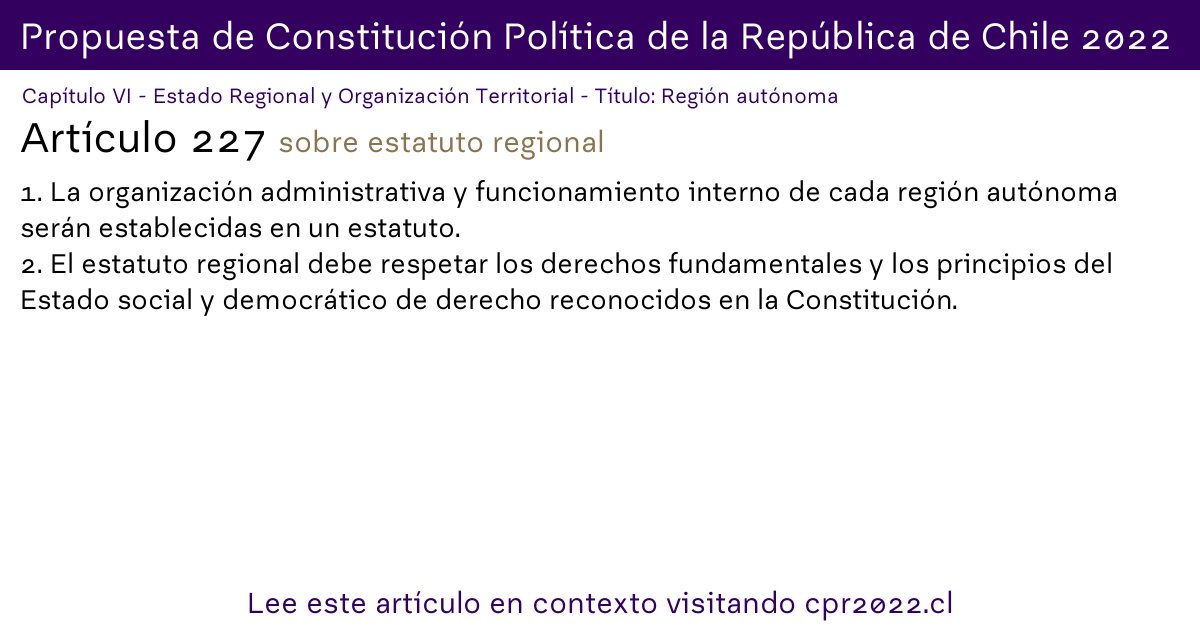 Propuesta de Constitución Política de la República de Chile 2022
Capítulo VI - Estado Regional y Organización Territorial - Título: Región autónoma
Artículo 227 sobre estatuto regional
1. La organización administrativa y funcionamiento interno de cada región autónoma
serán establecidas en un estatuto.
2. El estatuto regional debe respetar los derechos fundamentales y los principios del
Estado social y democrático de derecho reconocidos en la Constitución.
Lee este artículo en contexto visitando cpr2022.cl